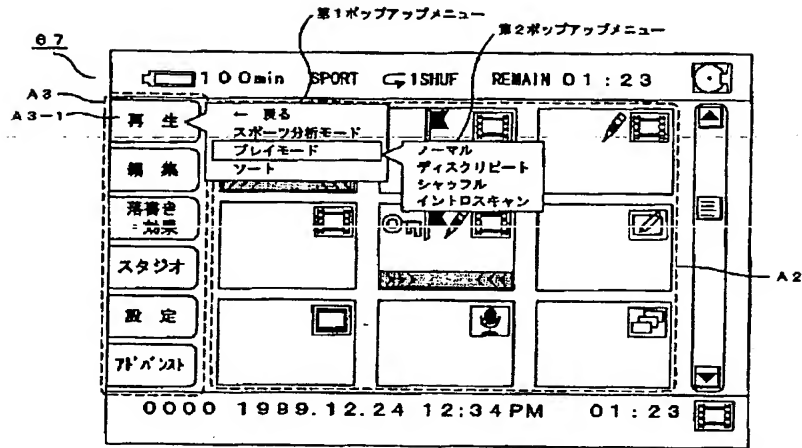 第1ポップアップメニュー
第2ポップアップメニュー
67
100min SPORT 1SHUF REMAIN 01:23
A3
A3-1
再生
← 戻る
スポーツ分析モード
プレイモード
ソート
ノーマル
ディスクリピート
シャッフル
イントロスキャン
編集
落書き
効果
スタジオ
A2
設定
アドバンスト
0000 1989.12.24 12:34PM 01:23